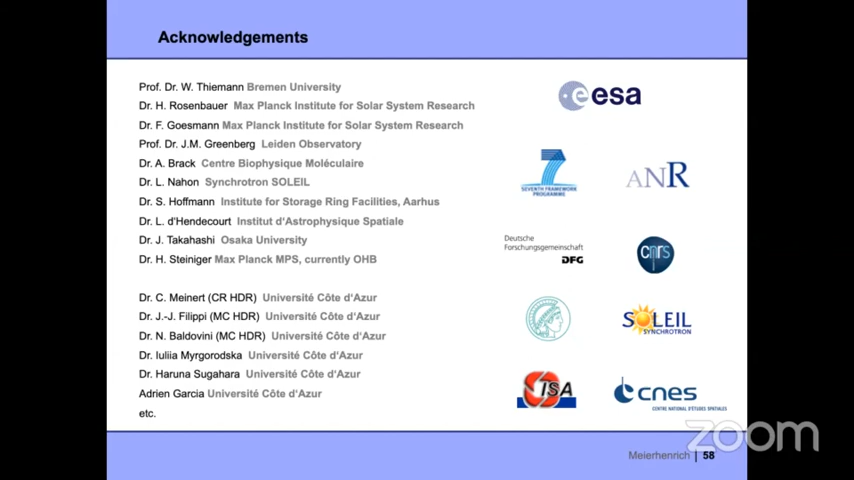 Acknowledgements
Prof. Dr. W. Thiemann Bremen University
Dr. H. Rosenbauer Max Planck Institute for Solar System Research
Dr. F. Goesmann Max Planck Institute for Solar System Research
Prof. Dr. J.M. Greenberg Leiden Observatory
Dr. A. Brack Centre Biophysique Moléculaire
Dr. L. Nahon Synchrotron SOLEIL
Dr. S. Hoffmann Institute for Storage Ring Facilities, Aarhus
Dr. L. d'Hendecourt Institut d'Astrophysique Spatiale
Dr. J. Takahashi Osaka University
Dr. H. Steiniger Max Planck MPS, currently OHB
Dr. C. Meinert (CR HDR) Université Côte d'Azur
Dr. J.-J. Filippi (MC HDR) Université Côte d'Azur
Dr. N. Baldovini (MC HDR) Université Côte d'Azur
Dr. Iuliia Myrgorodska Université Côte d'Azur
Dr. Haruna Sugahara Université Côte d'Azur
Adrien Garcia Université Côte d'Azur
etc.
esa
7
SEVENTH FRAMEWORK
PROGRAMME
ANR
Deutsche
Forschungsgemeinschaft
DFG
cnrs
SOLEIL
SYNCHROTRON
ISA
cnes
CENTRE NATIONAL D'ÉTUDES SPATIALES
zoom
Meierhenrich | 58